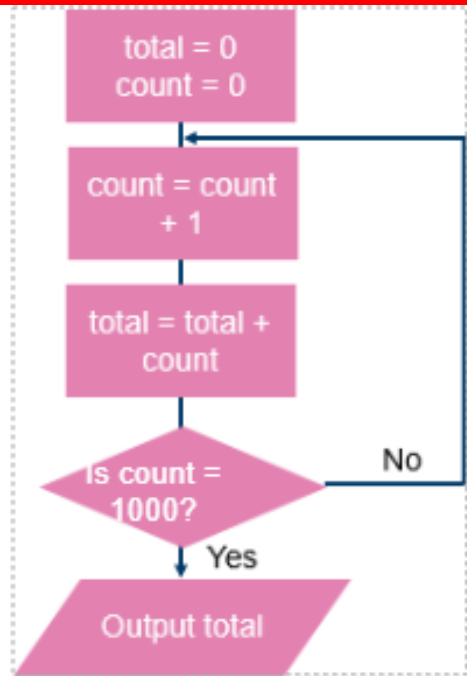 total = 0
count = 0
count = count
+ 1
total = total +
count
Is count =
1000?
No
Yes
Output total